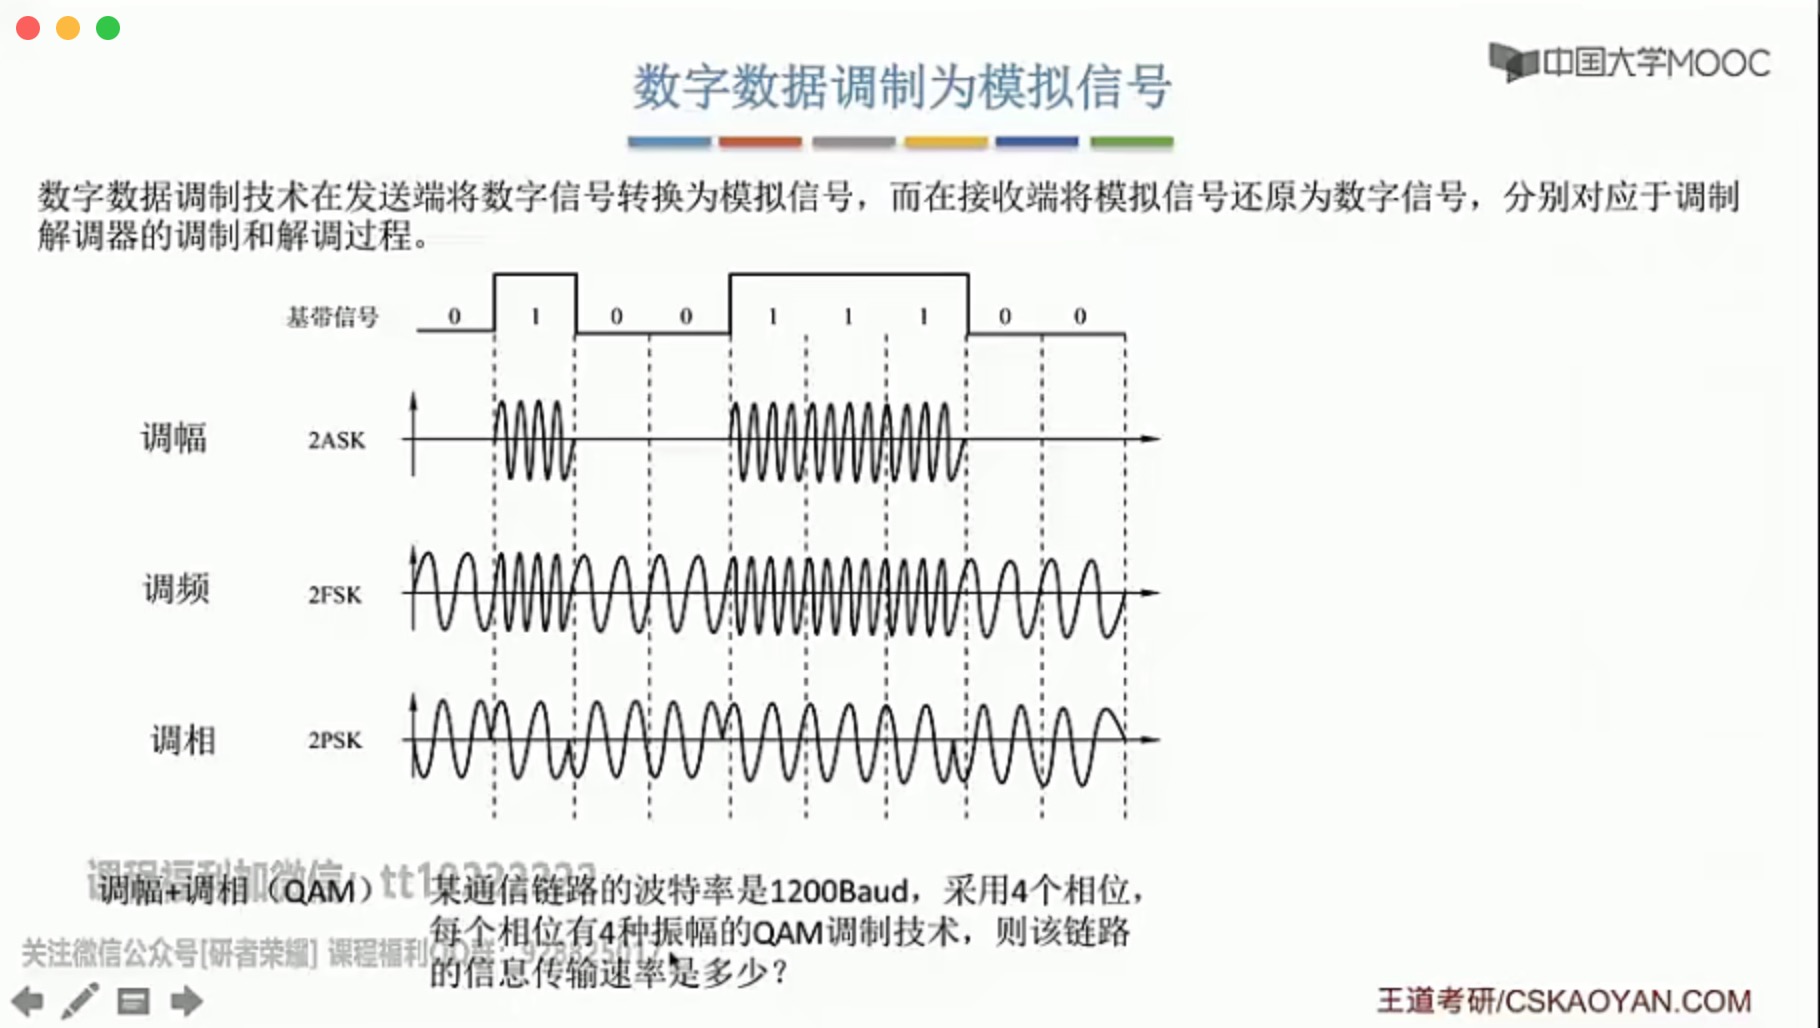 中国大学MOOC
数字数据调制为模拟信号
数字数据调制技术在发送端将数字信号转换为模拟信号，而在接收端将模拟信号还原为数字信号，分别对应于调制
解调器的调制和解调过程。
基带信号 0 1 0 0 1 1 1 0 0
调幅 2ASK
调频 2FSK
调相 2PSK
课程福利加微信：
调幅+调相（QAM）
某通信链路的波特率是1200Baud，采用4个相位，
每个相位有4种振幅的QAM调制技术，则该链路
的信息传输速率是多少？
关注微信公众号[研者荣耀] 课程福利QQ群：
王道考研/CSKAOYAN.COM